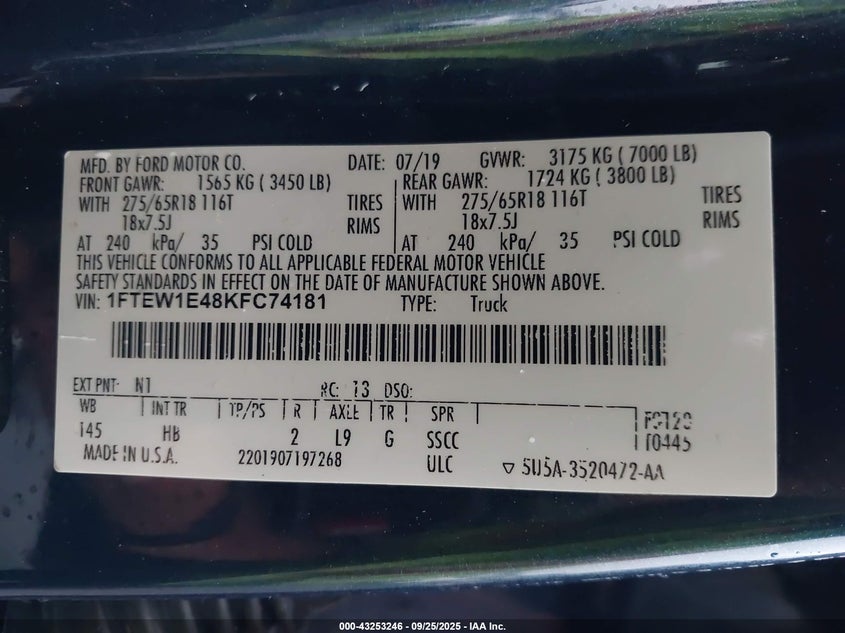 MFD. BY FORD MOTOR CO. DATE: 07/19 GVWR: 3175 KG ( 7000 LB)
FRONT GAWR: 1565 KG ( 3450 LB) REAR GAWR: 1724 KG ( 3800 LB)
WITH 275/65R18 116T TIRES WITH 275/65R18 116T TIRES
18x7.5J RIMS 18x7.5J RIMS
AT 240 kPa/ 35 PSI COLD AT 240 kPa/ 35 PSI COLD
THIS VEHICLE CONFORMS TO ALL APPLICABLE FEDERAL MOTOR VEHICLE
SAFETY STANDARDS IN EFFECT ON THE DATE OF MANUFACTURE SHOWN ABOVE.
VIN: 1FTEW1E48KFC74181 TYPE: Truck
EXT PNT: N1 RC: 13 DSO:
WB INT TR TP/PS R AXLE TR SPR
145 HB 2 L9 G SSCC
MADE IN U.S.A. 2201907197268 ULC ▽ 5U5A-3520472-AA
000-43253246 - 09/25/2025 - IAA Inc.